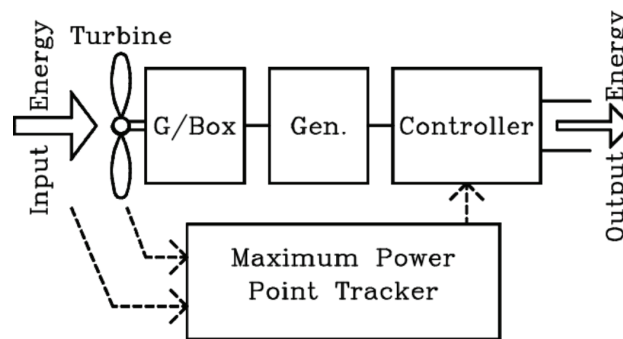 Turbine
Input Energy
G/Box
Gen.
Controller
Output Energy
Maximum Power
Point Tracker